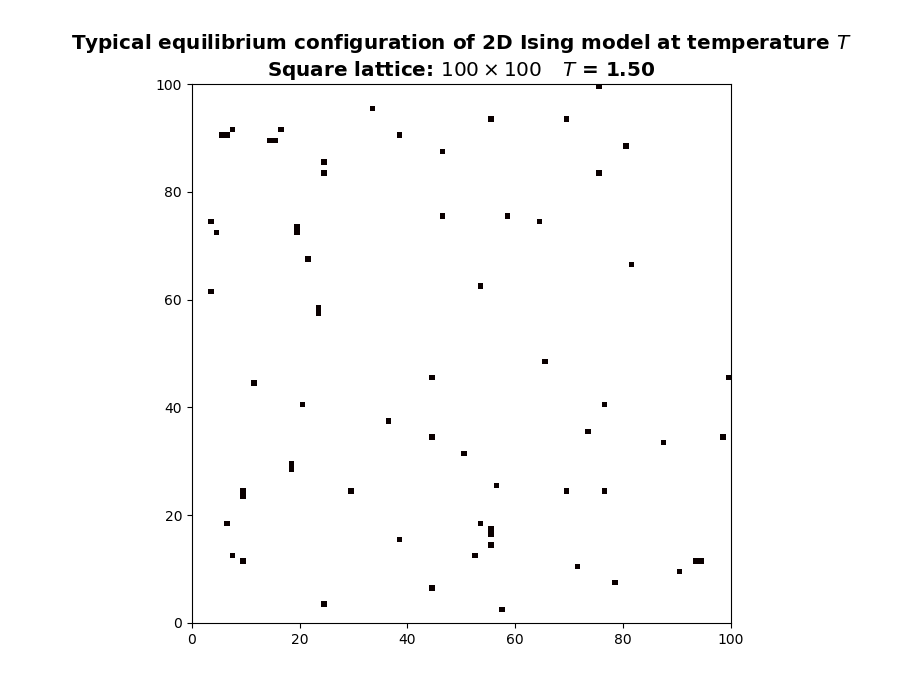 Typical equilibrium configuration of 2D Ising model at temperature T
Square lattice: 100 × 100 T = 1.50
100
80
60
40
20
0
0 20 40 60 80 100